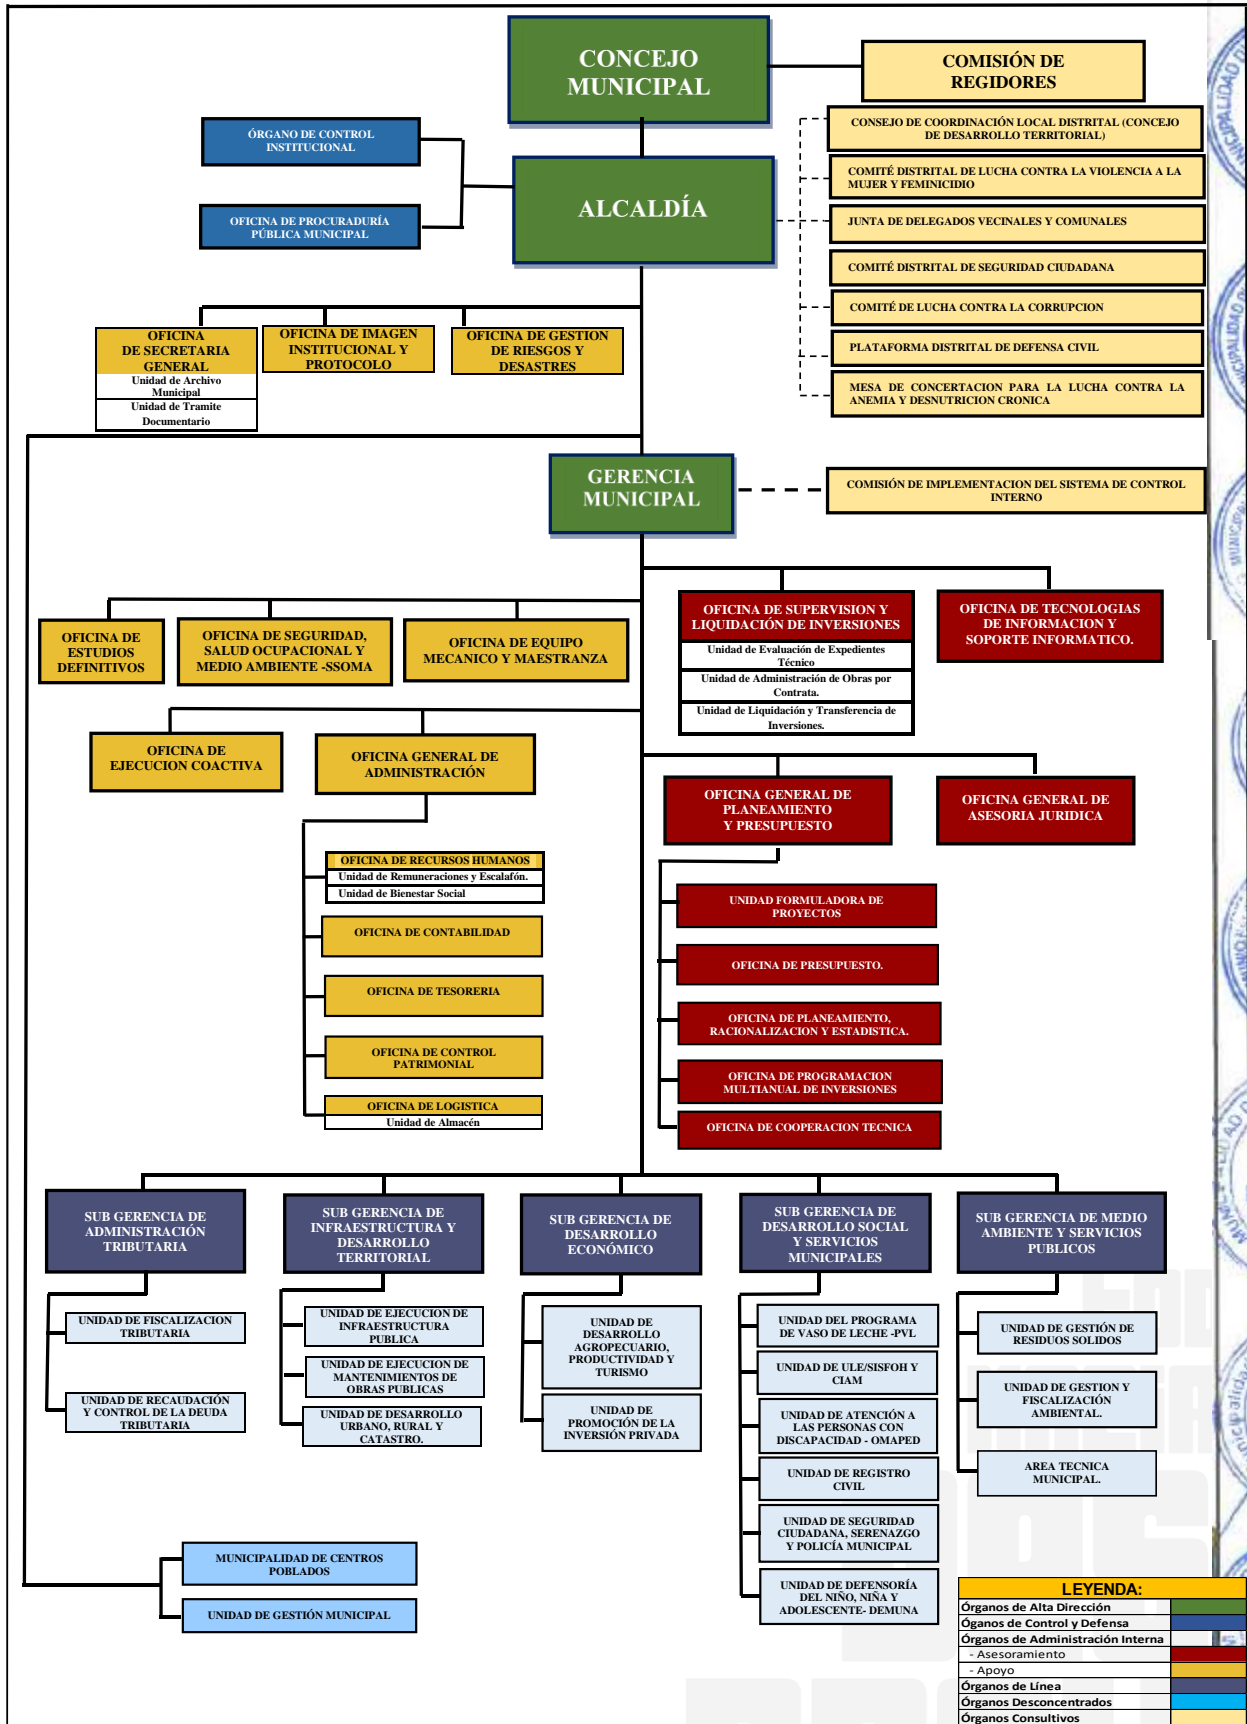 CONCEJO
MUNICIPAL
COMISIÓN DE
REGIDORES
ÓRGANO DE CONTROL
INSTITUCIONAL
OFICINA DE PROCURADURÍA
PÚBLICA MUNICIPAL
ALCALDÍA
CONSEJO DE COORDINACIÓN LOCAL DISTRITAL (CONCEJO
DE DESARROLLO TERRITORIAL)
COMITÉ DISTRITAL DE LUCHA CONTRA LA VIOLENCIA A LA
MUJER Y FEMINICIDIO
JUNTA DE DELEGADOS VECINALES Y COMUNALES
COMITÉ DISTRITAL DE SEGURIDAD CIUDADANA
COMITÉ DE LUCHA CONTRA LA CORRUPCION
PLATAFORMA DISTRITAL DE DEFENSA CIVIL
MESA DE CONCERTACION PARA LA LUCHA CONTRA LA
ANEMIA Y DESNUTRICION CRONICA
OFICINA
DE SECRETARIA
GENERAL
Unidad de Archivo
Municipal
Unidad de Tramite
Documentario
OFICINA DE IMAGEN
INSTITUCIONAL Y
PROTOCOLO
OFICINA DE GESTION
DE RIESGOS Y
DESASTRES
GERENCIA
MUNICIPAL
COMISIÓN DE IMPLEMENTACION DEL SISTEMA DE CONTROL
INTERNO
OFICINA DE
ESTUDIOS
DEFINITIVOS
OFICINA DE SEGURIDAD,
SALUD OCUPACIONAL Y
MEDIO AMBIENTE -SSOMA
OFICINA DE EQUIPO
MECANICO Y MAESTRANZA
OFICINA DE SUPERVISION Y
LIQUIDACIÓN DE INVERSIONES
Unidad de Evaluación de Expedientes
Técnico
Unidad de Administración de Obras por
Contrata.
Unidad de Liquidación y Transferencia de
Inversiones.
OFICINA DE TECNOLOGIAS
DE INFORMACION Y
SOPORTE INFORMATICO.
OFICINA DE
EJECUCION COACTIVA
OFICINA GENERAL DE
ADMINISTRACIÓN
OFICINA GENERAL DE
PLANEAMIENTO
Y PRESUPUESTO
OFICINA GENERAL DE
ASESORIA JURIDICA
OFICINA DE RECURSOS HUMANOS
Unidad de Remuneraciones y Escalafón.
Unidad de Bienestar Social
OFICINA DE CONTABILIDAD
OFICINA DE TESORERIA
OFICINA DE CONTROL
PATRIMONIAL
OFICINA DE LOGISTICA
Unidad de Almacén
UNIDAD FORMULADORA DE
PROYECTOS
OFICINA DE PRESUPUESTO.
OFICINA DE PLANEAMIENTO,
RACIONALIZACION Y ESTADISTICA.
OFICINA DE PROGRAMACION
MULTIANUAL DE INVERSIONES
OFICINA DE COOPERACION TECNICA
SUB GERENCIA DE
ADMINISTRACIÓN
TRIBUTARIA
SUB GERENCIA DE
INFRAESTRUCTURA Y
DESARROLLO
TERRITORIAL
SUB GERENCIA DE
DESARROLLO
ECONÓMICO
SUB GERENCIA DE
DESARROLLO SOCIAL
Y SERVICIOS
MUNICIPALES
SUB GERENCIA DE MEDIO
AMBIENTE Y SERVICIOS
PUBLICOS
UNIDAD DE FISCALIZACION
TRIBUTARIA
UNIDAD DE RECAUDACIÓN
Y CONTROL DE LA DEUDA
TRIBUTARIA
UNIDAD DE EJECUCION DE
INFRAESTRUCTURA
PUBLICA
UNIDAD DE EJECUCION DE
MANTENIMIENTOS DE
OBRAS PUBLICAS
UNIDAD DE DESARROLLO
URBANO, RURAL Y
CATASTRO.
UNIDAD DE
DESARROLLO
AGROPECUARIO,
PRODUCTIVIDAD Y
TURISMO
UNIDAD DE
PROMOCIÓN DE LA
INVERSIÓN PRIVADA
UNIDAD DEL PROGRAMA
DE VASO DE LECHE -PVL
UNIDAD DE ULE/SISFOH Y
CIAM
UNIDAD DE ATENCIÓN A
LAS PERSONAS CON
DISCAPACIDAD - OMAPED
UNIDAD DE REGISTRO
CIVIL
UNIDAD DE SEGURIDAD
CIUDADANA, SERENAZGO
Y POLICÍA MUNICIPAL
UNIDAD DE DEFENSORÍA
DEL NIÑO, NIÑA Y
ADOLESCENTE- DEMUNA
UNIDAD DE GESTIÓN DE
RESIDUOS SOLIDOS
UNIDAD DE GESTION Y
FISCALIZACIÓN
AMBIENTAL.
AREA TECNICA
MUNICIPAL.
MUNICIPALIDAD DE CENTROS
POBLADOS
UNIDAD DE GESTIÓN MUNICIPAL
LEYENDA:
Órganos de Alta Dirección
Óganos de Control y Defensa
Órganos de Administración Interna
- Asesoramiento
- Apoyo
Órganos de Línea
Órganos Desconcentrados
Órganos Consultivos